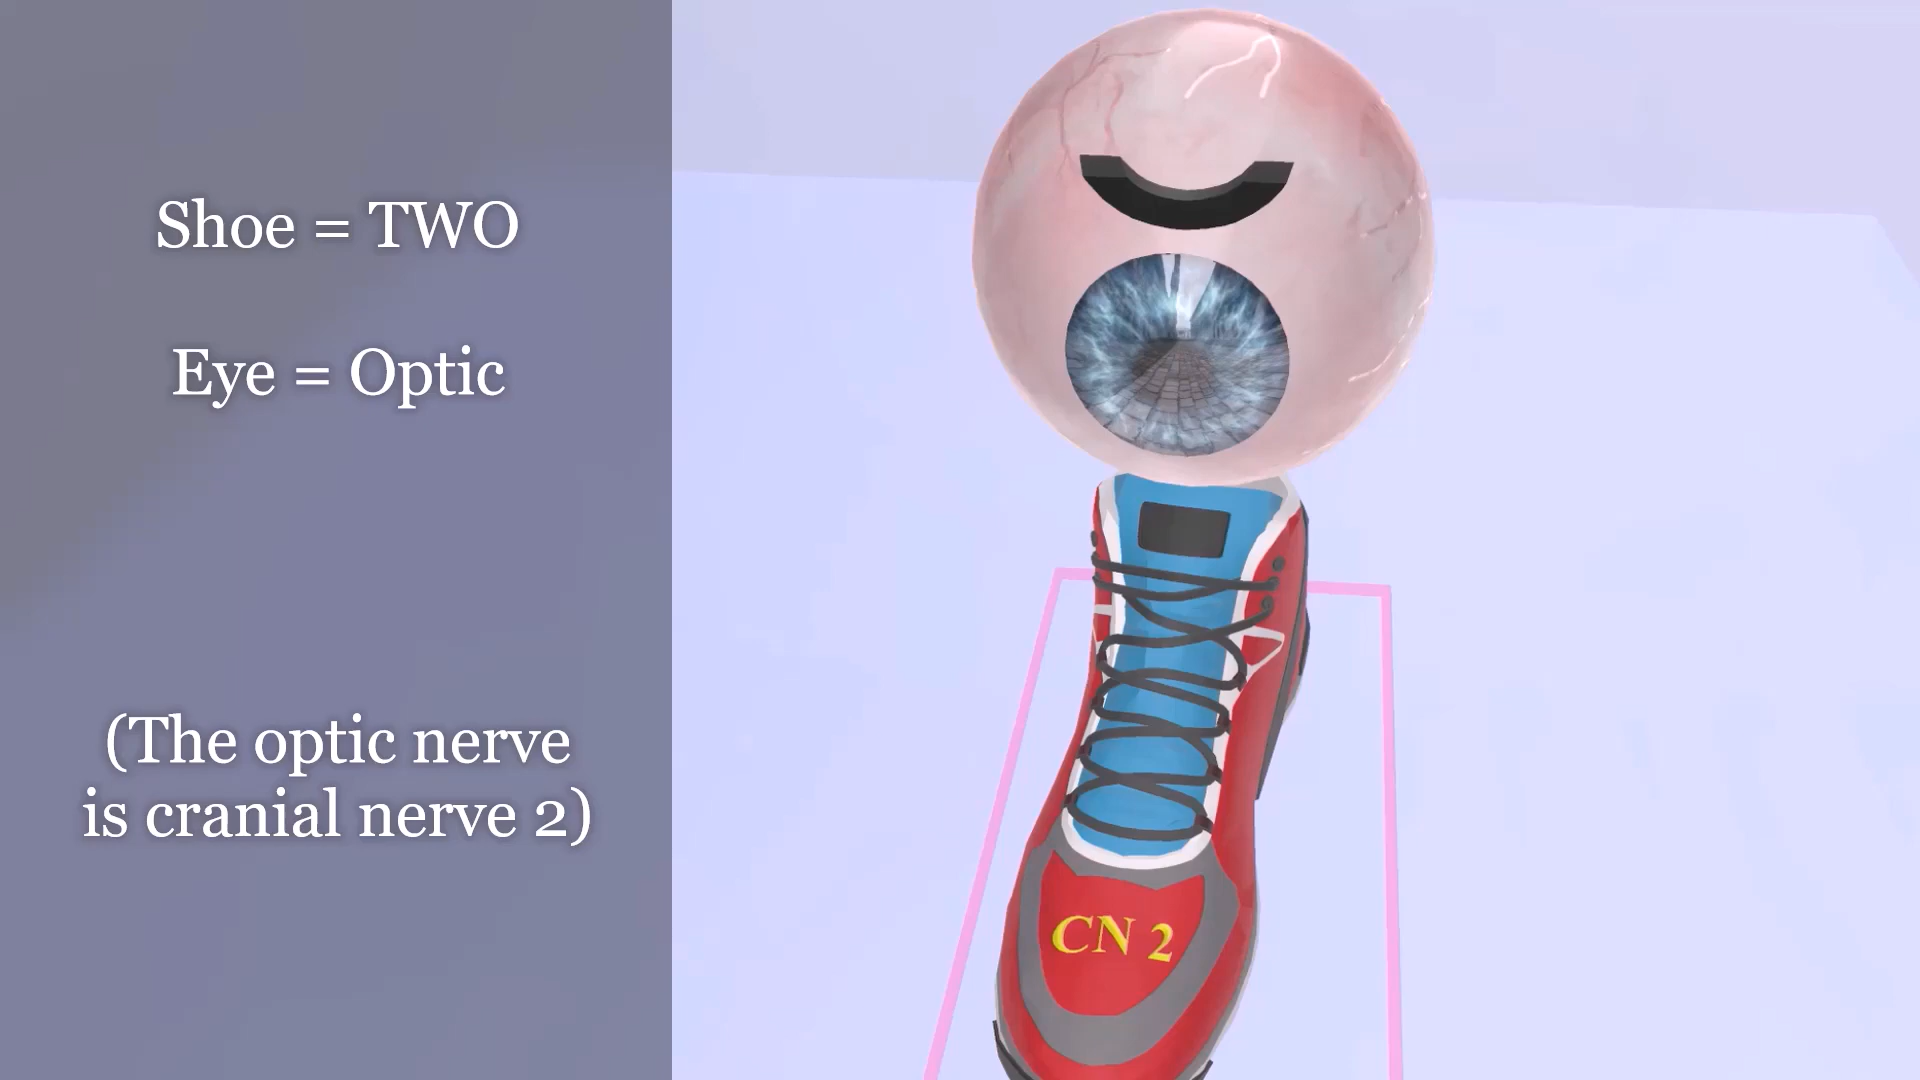 Shoe = TWO
Eye = Optic
(The optic nerve
is cranial nerve 2)
CN 2